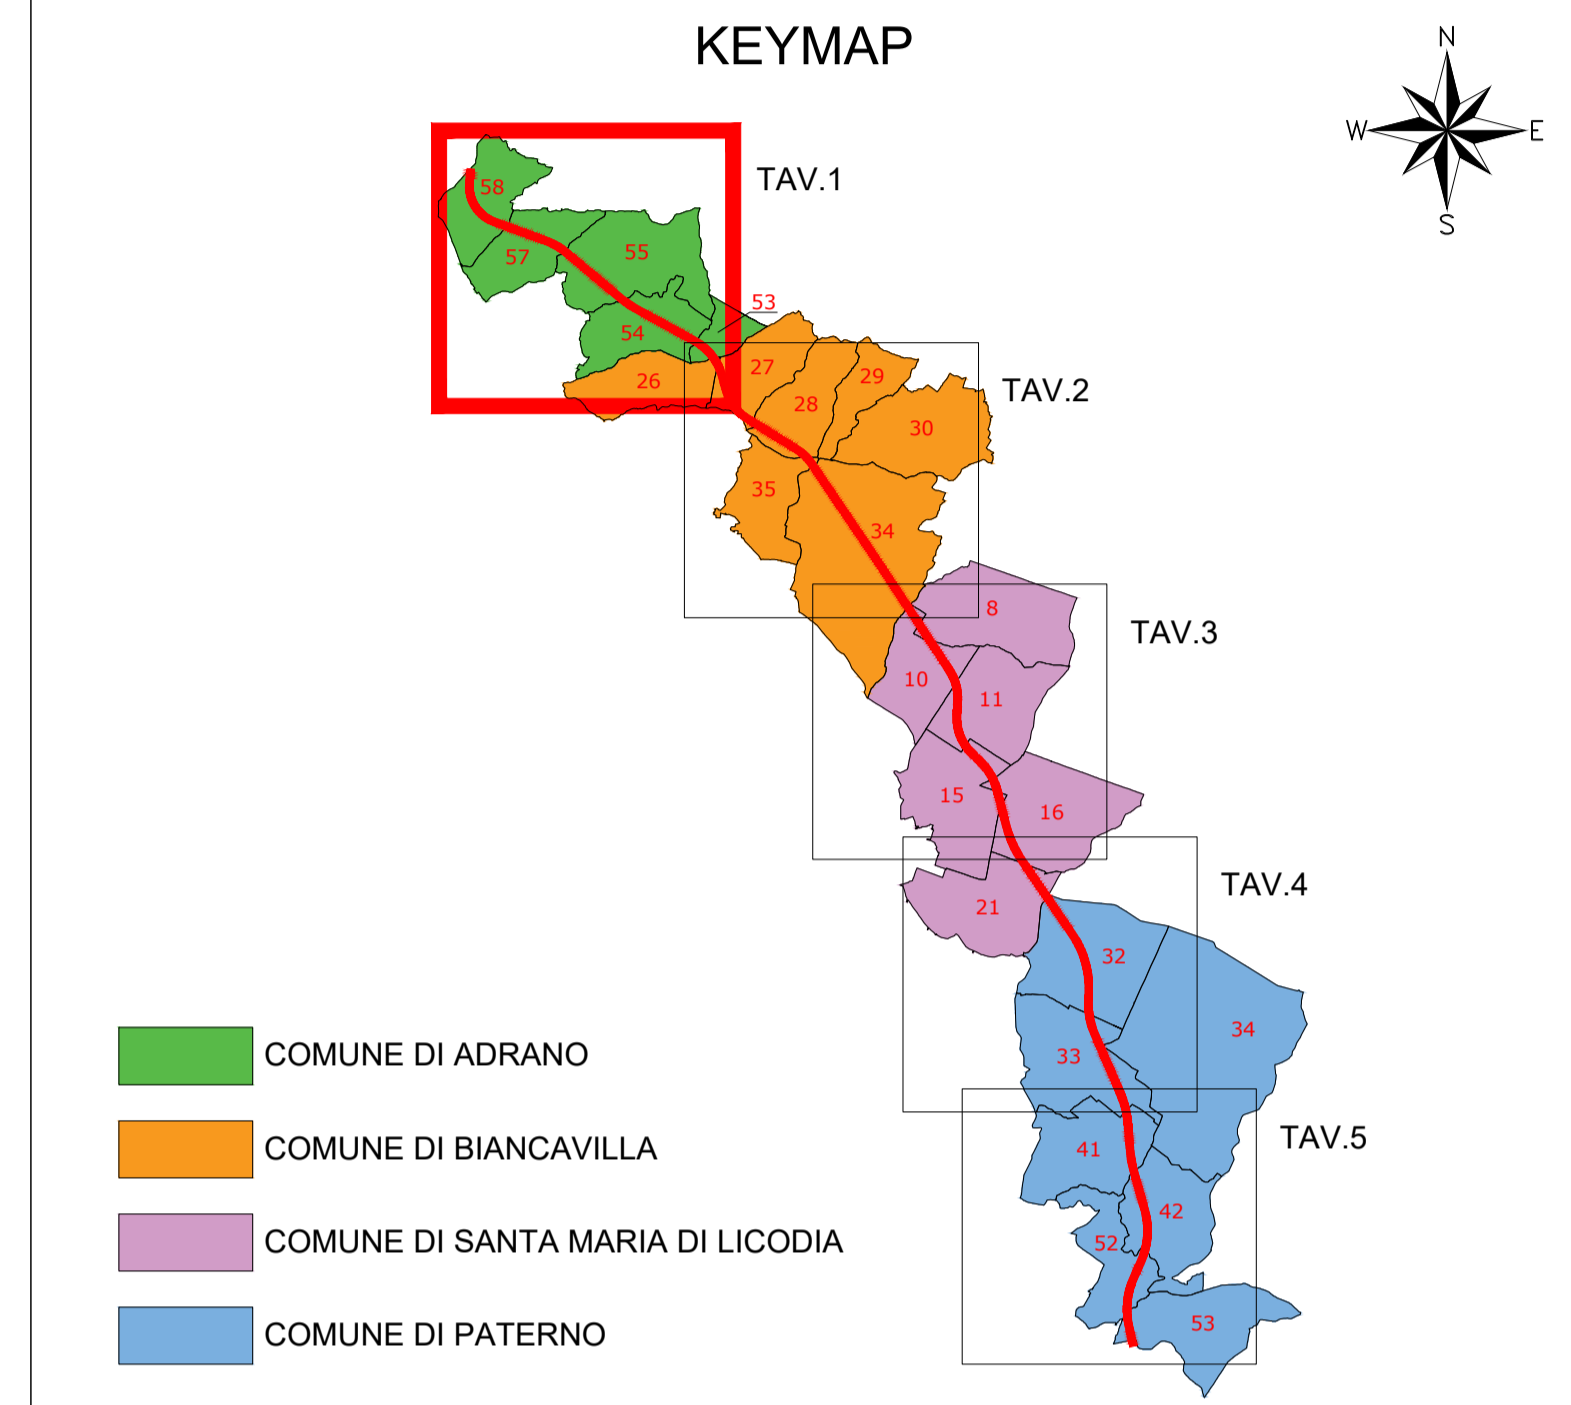 KEYMAP
N
W
E
S
TAV.1
58
57
55
53
54
26
27
28
29
30
TAV.2
35
34
8
TAV.3
10
11
15
16
TAV.4
21
32
34
33
TAV.5
41
42
52
53
COMUNE DI ADRANO
COMUNE DI BIANCAVILLA
COMUNE DI SANTA MARIA DI LICODIA
COMUNE DI PATERNO